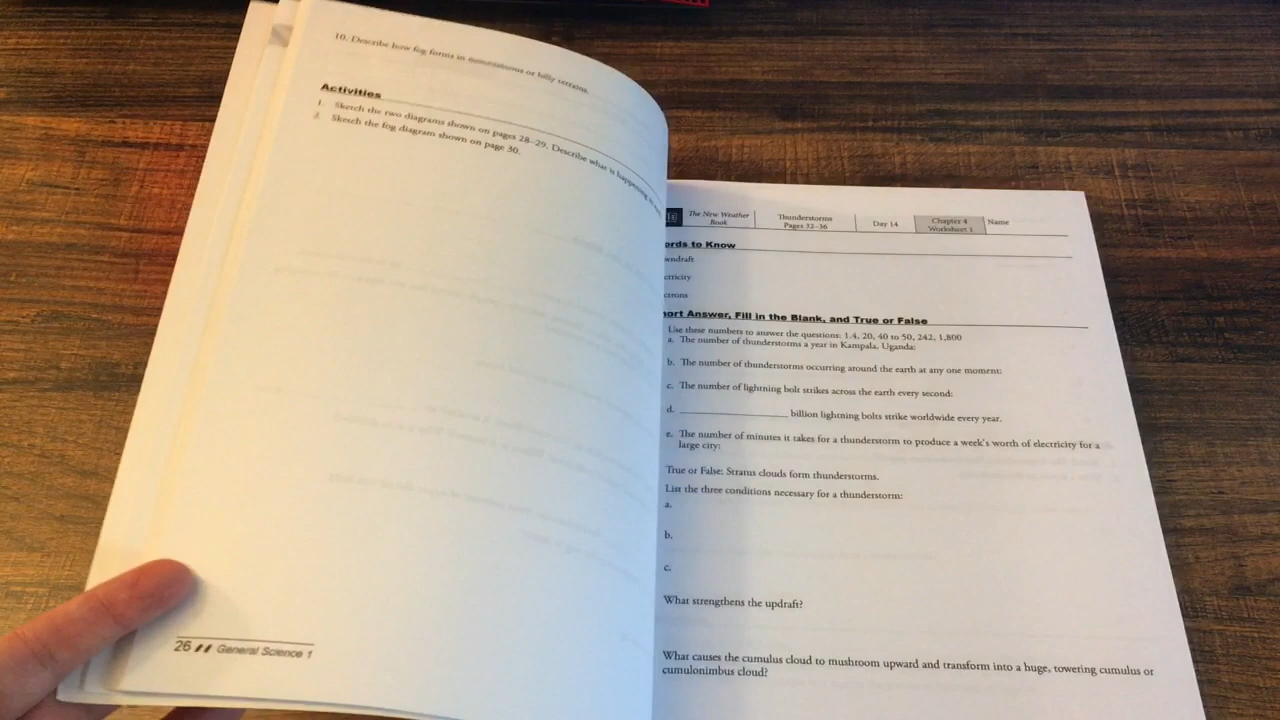 10. Describe how fog forms in mountainous or hilly terrains.
Activities
1. Sketch the two diagrams shown on pages 28–29. Describe what is happening in
2. Sketch the fog diagram shown on page 30.
26 General Science 1
The New Weather
Book
Thunderstorms
Pages 32–36
Day 14
Chapter 4
Worksheet 1
Name
ords to Know
wndraft
ctricity
ctrons
ort Answer, Fill in the Blank, and True or False
Use these numbers to answer the questions: 1.4, 20, 40 to 50, 242, 1,800
a. The number of thunderstorms a year in Kampala, Uganda:
b. The number of thunderstorms occurring around the earth at any one moment:
c. The number of lightning bolt strikes across the earth every second:
d. ____________________ billion lightning bolts strike worldwide every year.
e. The number of minutes it takes for a thunderstorm to produce a week's worth of electricity for a
large city:
True or False: Stratus clouds form thunderstorms.
List the three conditions necessary for a thunderstorm:
a.
b.
c.
What strengthens the updraft?
What causes the cumulus cloud to mushroom upward and transform into a huge, towering cumulus or
cumulonimbus cloud?